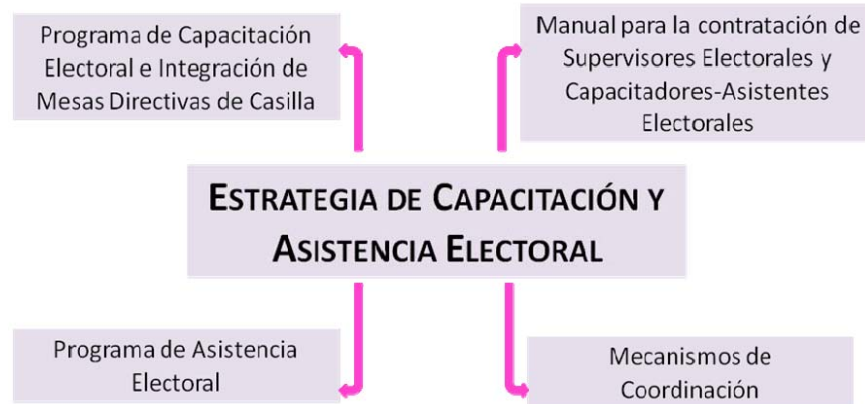 Programa de Capacitación
Electoral e Integración de
Mesas Directivas de Casilla
Manual para la contratación de
Supervisores Electorales y
Capacitadores-Asistentes
Electorales
ESTRATEGIA DE CAPACITACIÓN Y
ASISTENCIA ELECTORAL
Programa de Asistencia
Electoral
Mecanismos de
Coordinación